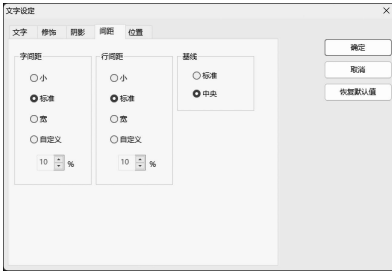 文字设定
文字 修饰 阴影 间距 位置
字间距 行间距 基线
小 小 标准
标准 标准 中央
宽 宽
自定义 自定义
10 % 10 %
确定
取消
恢复默认值